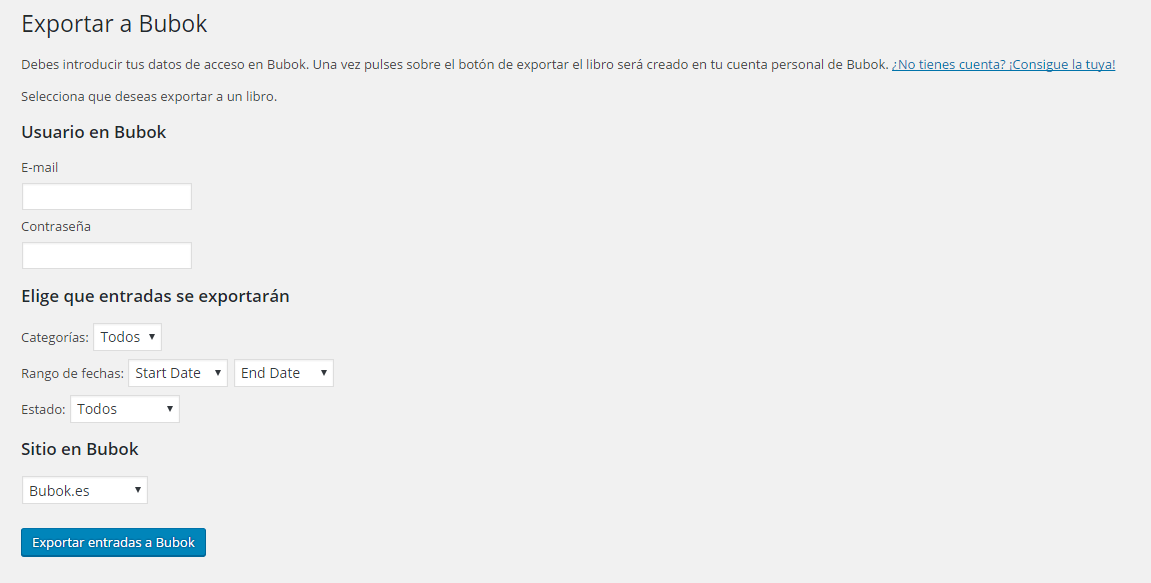 Exportar a Bubok
Debes introducir tus datos de acceso en Bubok. Una vez pulses sobre el botón de exportar el libro será creado en tu cuenta personal de Bubok. ¿No tienes cuenta? ¡Consigue la tuya!
Selecciona que deseas exportar a un libro.
Usuario en Bubok
E-mail
Contraseña
Elige que entradas se exportarán
Categorías: Todos
Rango de fechas: Start Date End Date
Estado: Todos
Sitio en Bubok
Bubok.es
Exportar entradas a Bubok